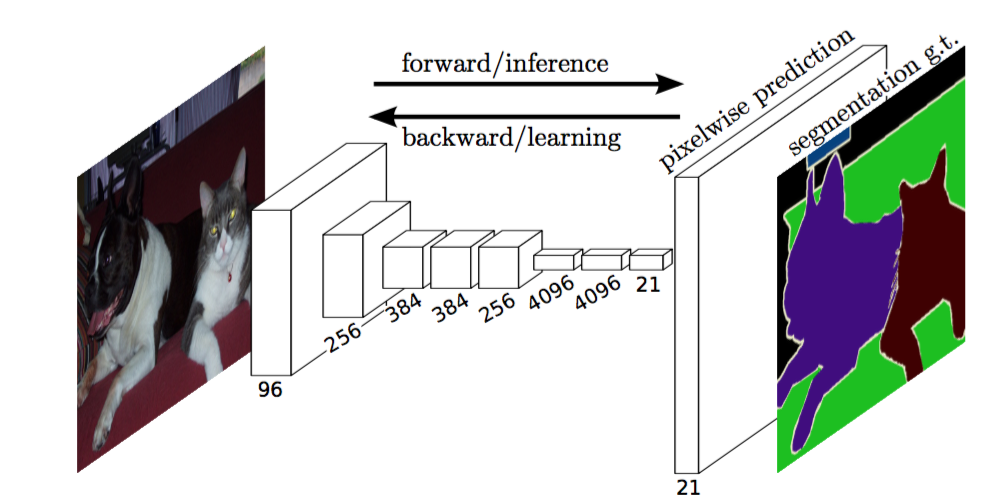 forward/inference
backward/learning
pixelwise prediction
segmentation g.t.
96
256
384
384
256
4096
4096
21
21